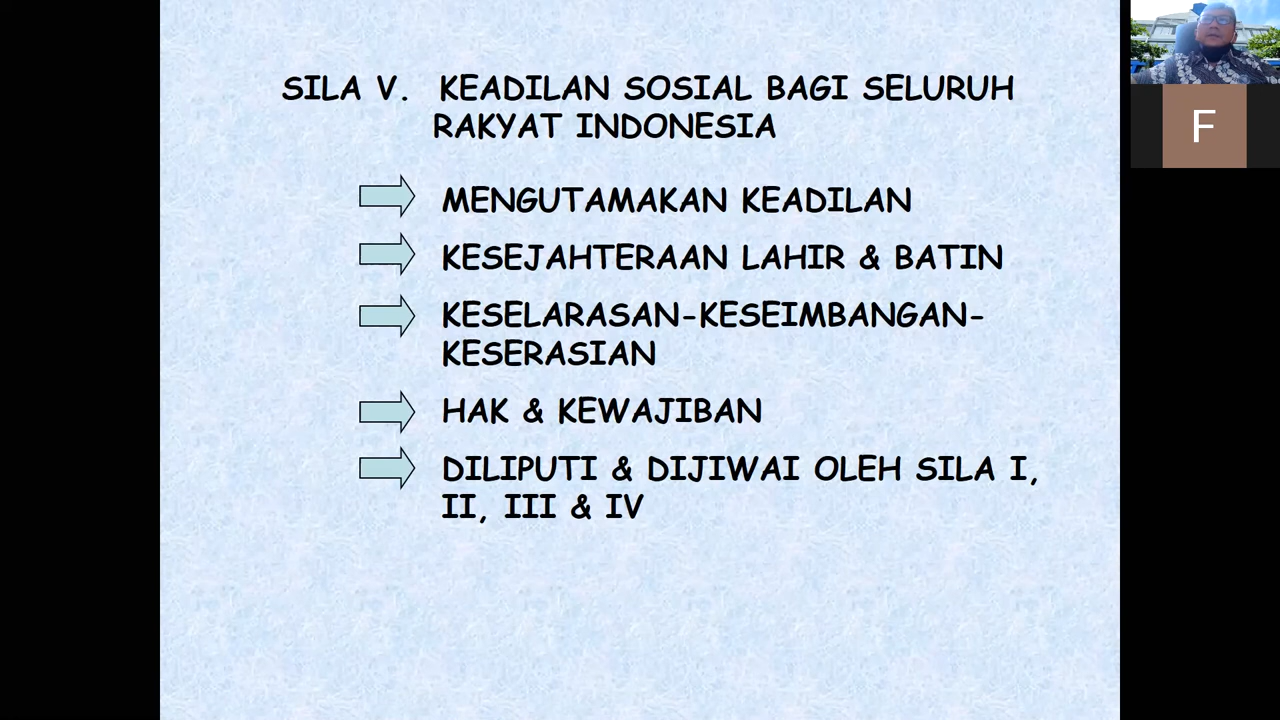 SILA V. KEADILAN SOSIAL BAGI SELURUH
RAKYAT INDONESIA
MENGUTAMAKAN KEADILAN
KESEJAHTERAAN LAHIR & BATIN
KESELARASAN-KESEIMBANGAN-
KESERASIAN
HAK & KEWAJIBAN
DILIPUTI & DIJIWAI OLEH SILA I,
II, III & IV
F